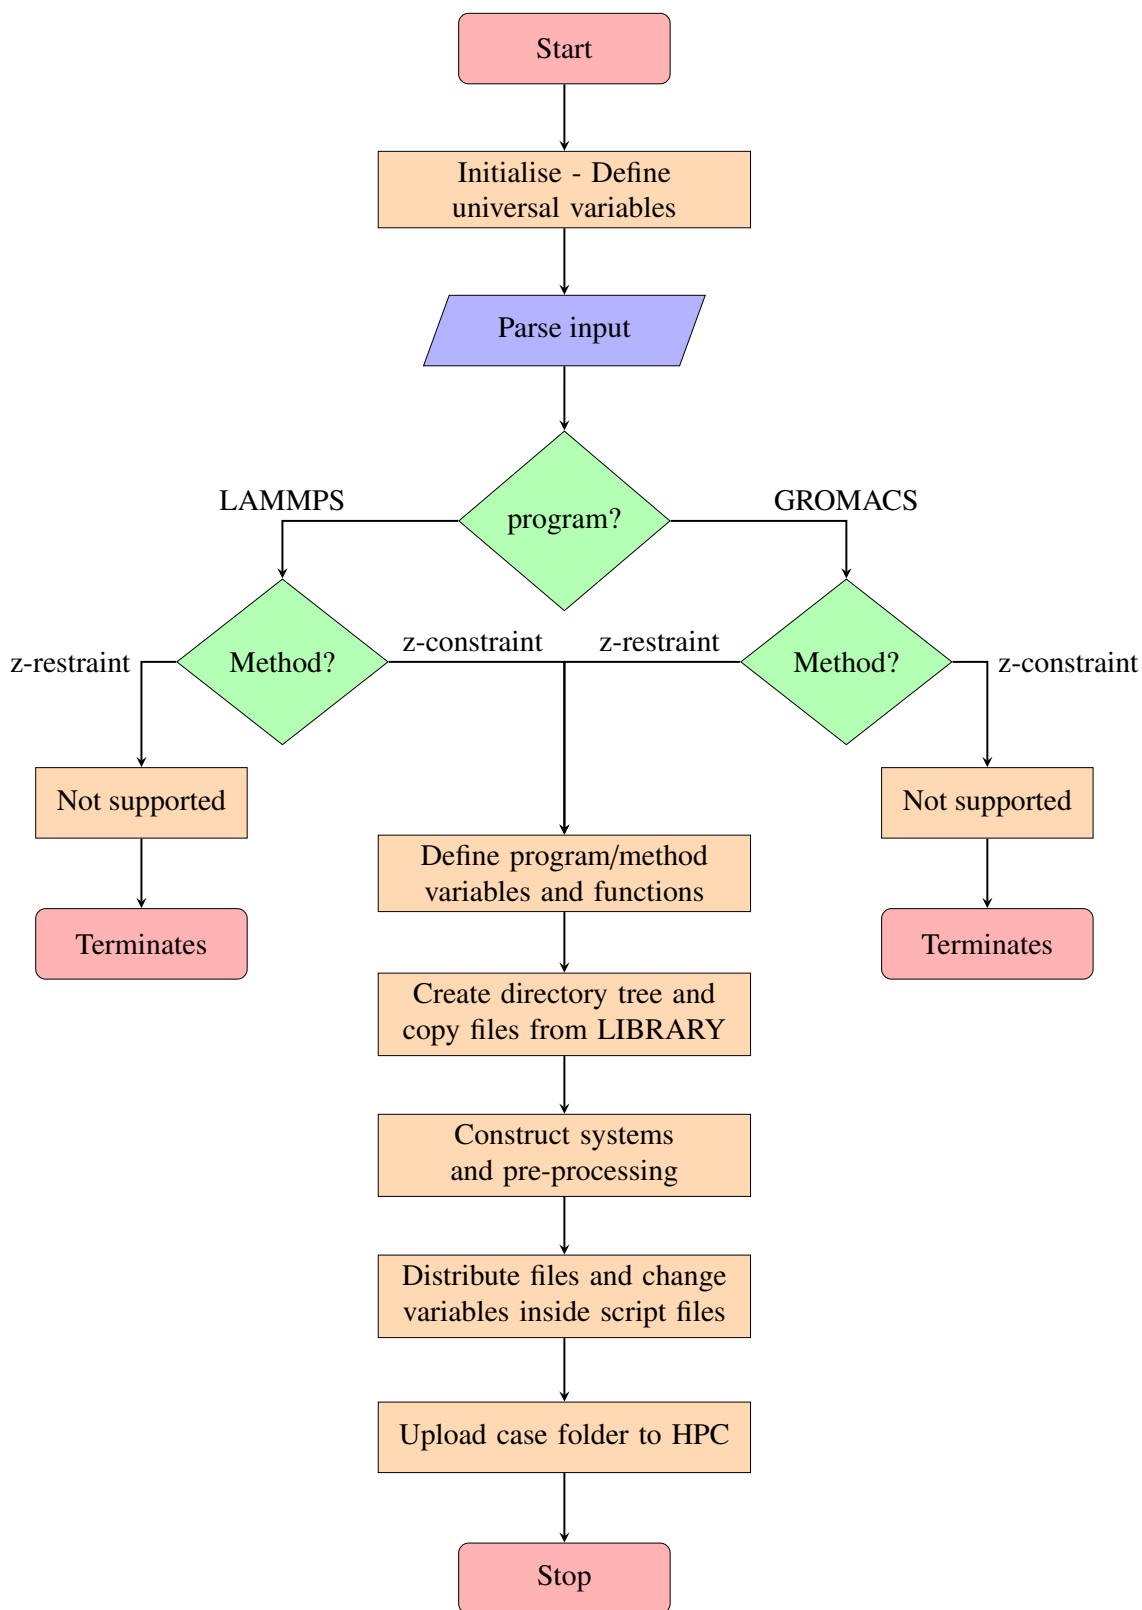 Start
Initialise - Define
universal variables
Parse input
program?
LAMMPS
GROMACS
Method?
z-restraint
z-constraint
Method?
z-restraint
z-constraint
Not supported
Not supported
Terminates
Terminates
Define program/method
variables and functions
Create directory tree and
copy files from LIBRARY
Construct systems
and pre-processing
Distribute files and change
variables inside script files
Upload case folder to HPC
Stop